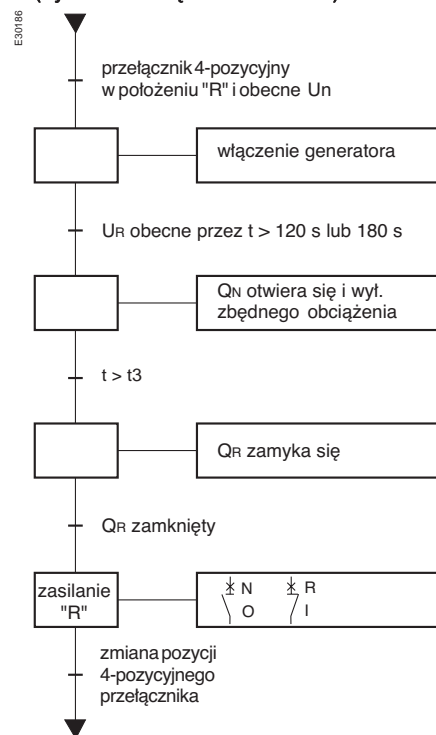 E30186
przełącznik 4-pozycyjny
w położeniu "R" i obecne Un
włączenie generatora
UR obecne przez t > 120 s lub 180 s
QN otwiera się i wył.
zbędnego obciążenia
t > t3
QR zamyka się
QR zamknięty
zasilanie
"R"
N R
O I
zmiana pozycji
4-pozycyjnego
przełącznika